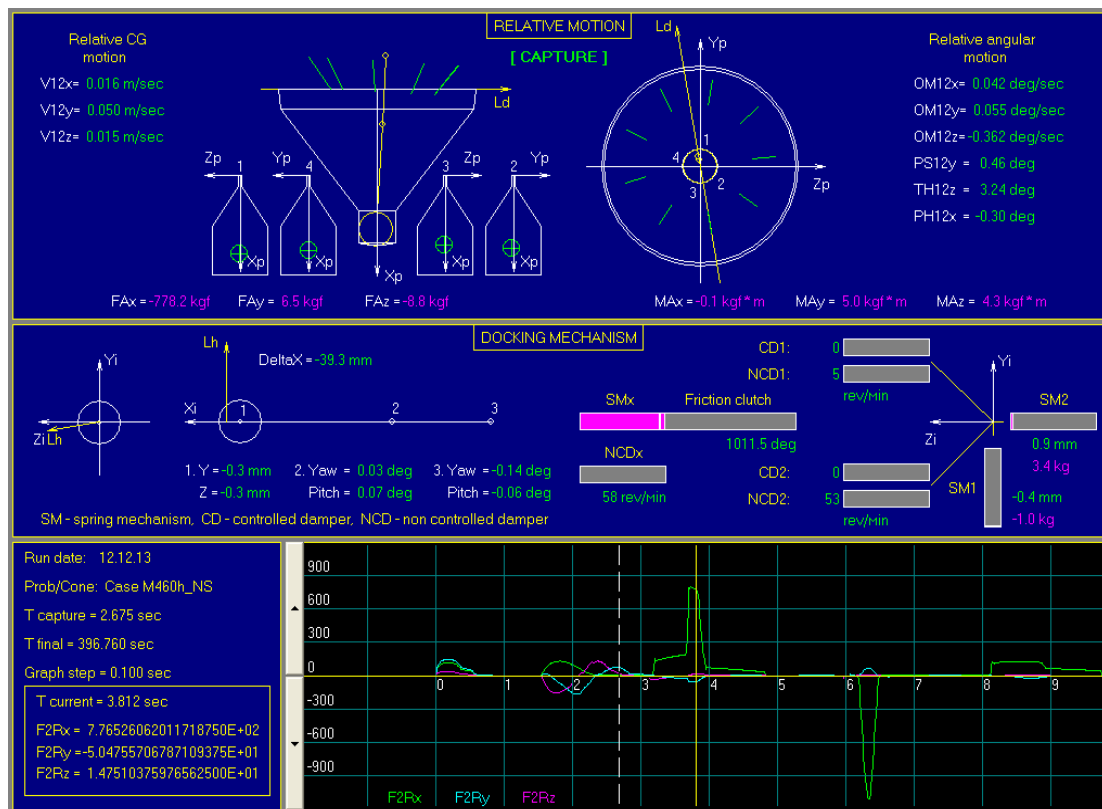 RELATIVE MOTION
[ CAPTURE ]
Relative CG
motion
V12x= 0.016 m/sec
V12y= 0.050 m/sec
V12z= 0.015 m/sec
Ld
Zp
1
Yp
4
3
Zp
2
Yp
Xp
Xp
Xp
Xp
Xp
Ld
Yp
1
4
2
3
Zp
Relative angular
motion
OM12x= 0.042 deg/sec
OM12y= 0.055 deg/sec
OM12z=-0.362 deg/sec
PS12y = 0.46 deg
TH12z = 3.24 deg
PH12x = -0.30 deg
FAx = -778.2 kgf FAy = 6.5 kgf FAz = -8.8 kgf MAx = -0.1 kgf * m MAy = 5.0 kgf * m MAz = 4.3 kgf * m
DOCKING MECHANISM
Yi
Zi
Lh
Lh
DeltaX = -39.3 mm
Xi
1
2
3
1. Y = -0.3 mm 2. Yaw = 0.03 deg 3. Yaw = -0.14 deg
Z = -0.3 mm Pitch = 0.07 deg Pitch = -0.06 deg
SM - spring mechanism, CD - controlled damper, NCD - non controlled damper
SMx Friction clutch
1011.5 deg
NCDx
58 rev/мин
CD1: 0
NCD1: 5
rev/мин
CD2: 0
NCD2: 53
rev/мин
Yi
Zi
SM2
0.9 mm
3.4 kg
SM1
-0.4 mm
-1.0 kg
Run date: 12.12.13
Prob/Cone: Case M460h_NS
T capture = 2.675 sec
T final = 396.760 sec
Graph step = 0.100 sec
T current = 3.812 sec
F2Rx = 7.76526062011718750E+02
F2Ry =-5.04755706787109375E+01
F2Rz = 1.47510375976562500E+01
900
600
300
0
-300
-600
-900
0 1 2 3 4 5 6 7 8 9
F2Rx F2Ry F2Rz